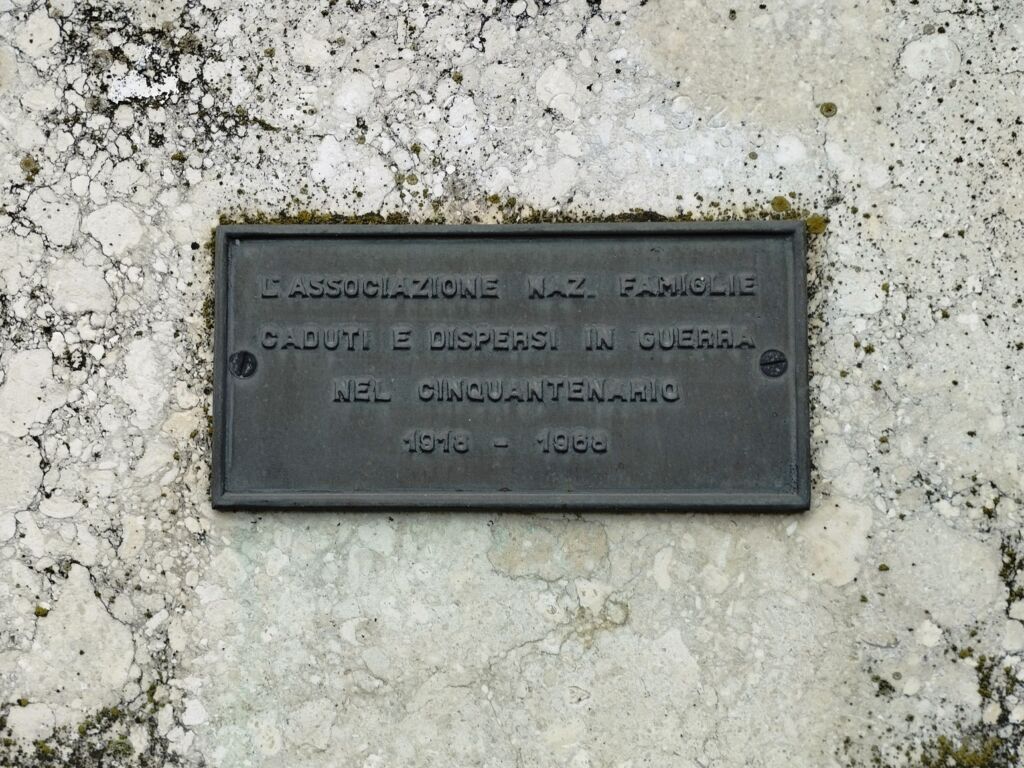 L'ASSOCIAZIONE NAZ. FAMIGLIE
CADUTI E DISPERSI IN GUERRA
NEL CINQUANTENARIO
1918 - 1968